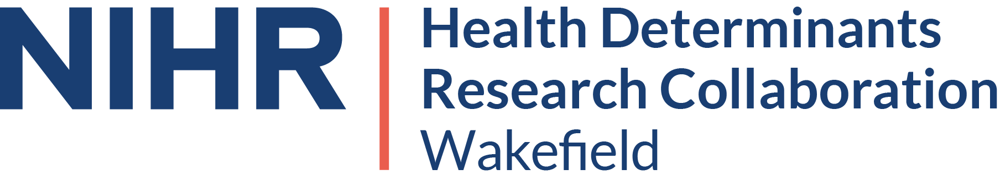 NIHR
Health Determinants
Research Collaboration
Wakefield